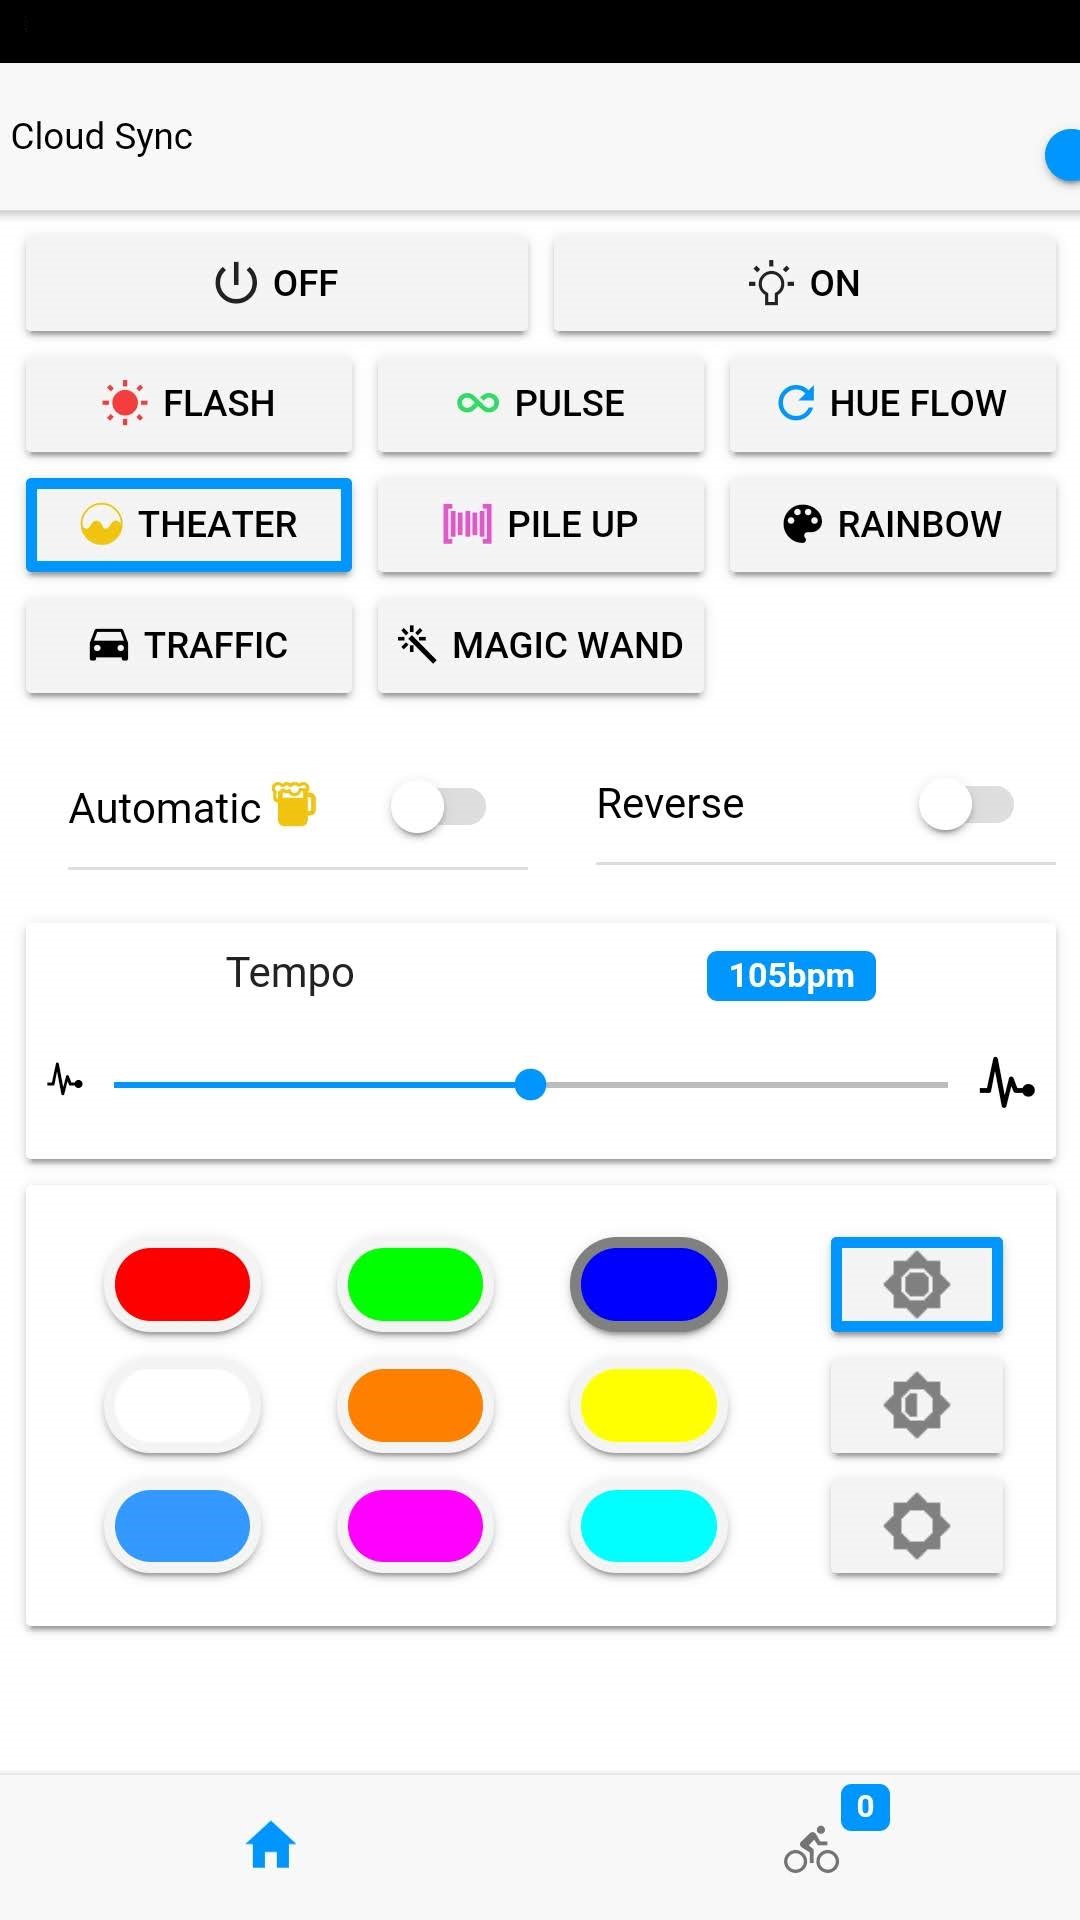 Cloud Sync
OFF
ON
FLASH
PULSE
HUE FLOW
THEATER
PILE UP
RAINBOW
TRAFFIC
MAGIC WAND
Automatic
Reverse
Tempo
105bpm
0